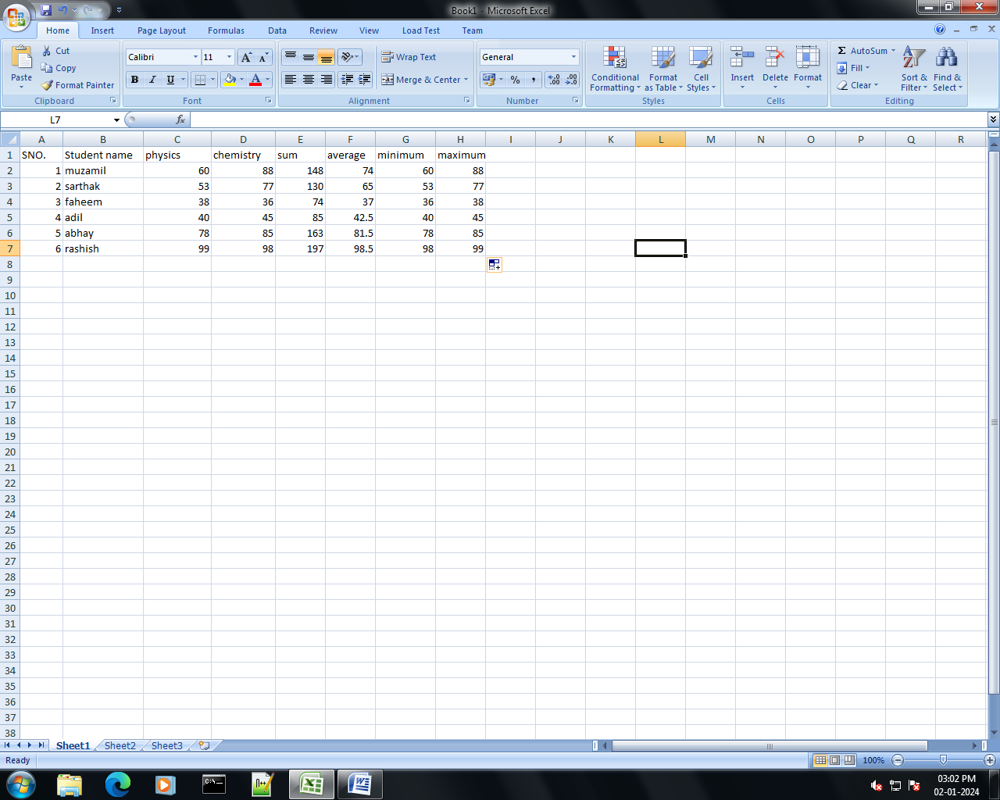 Book1 - Microsoft Excel
Home Insert Page Layout Formulas Data Review View Load Test Team
Paste
Cut
Copy
Format Painter
Clipboard
Calibri 11
B I U A
Font
Wrap Text
Merge & Center
Alignment
General
% ,
Number
Conditional Formatting
Format as Table
Cell Styles
Styles
Insert Delete Format
Cells
Σ AutoSum
Fill
Clear
Sort & Filter
Find & Select
Editing
L7 fx
A B C D E F G H I J K L M N O P Q R
1 SNO. Student name physics chemistry sum average minimum maximum
2 1 muzamil 60 88 148 74 60 88
3 2 sarthak 53 77 130 65 53 77
4 3 faheem 38 36 74 37 36 38
5 4 adil 40 45 85 42.5 40 45
6 5 abhay 78 85 163 81.5 78 85
7 6 rashish 99 98 197 98.5 98 99
8
9
10
11
12
13
14
15
16
17
18
19
20
21
22
23
24
25
26
27
28
29
30
31
32
33
34
35
36
37
38
Sheet1 Sheet2 Sheet3
Ready 100%
03:02 PM
02-01-2024